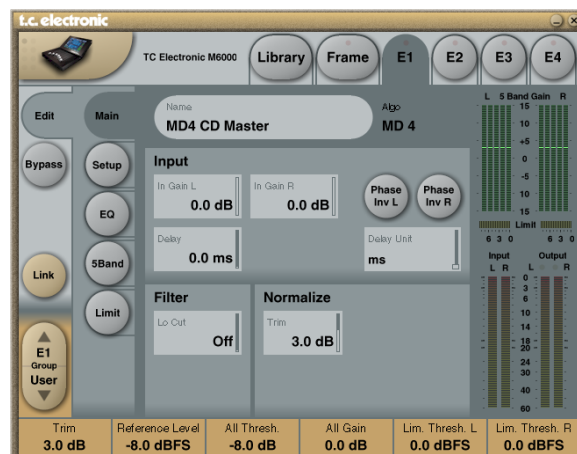 t.c. electronic
TC Electronic M6000
Library
Frame
E1
E2
E3
E4
Edit
Bypass
Link
E1
Group
User
Main
Setup
EQ
5Band
Limit
Name
MD4 CD Master
Algo
MD 4
Input
In Gain L
0.0 dB
In Gain R
0.0 dB
Phase
Inv L
Phase
Inv R
Delay
0.0 ms
Delay Unit
ms
Filter
Lo Cut
Off
Normalize
Trim
3.0 dB
L 5 Band Gain R
15
10
+5
0
-5
10
15
Limit
6 3 0 6 3 0
Input Output
L R L R
0
3
6
10
14
18
20
24
30
40
60
Trim
3.0 dB
Reference Level
-8.0 dBFS
All Thresh.
-8.0 dB
All Gain
0.0 dB
Lim. Thresh. L
0.0 dBFS
Lim. Thresh. R
0.0 dBFS